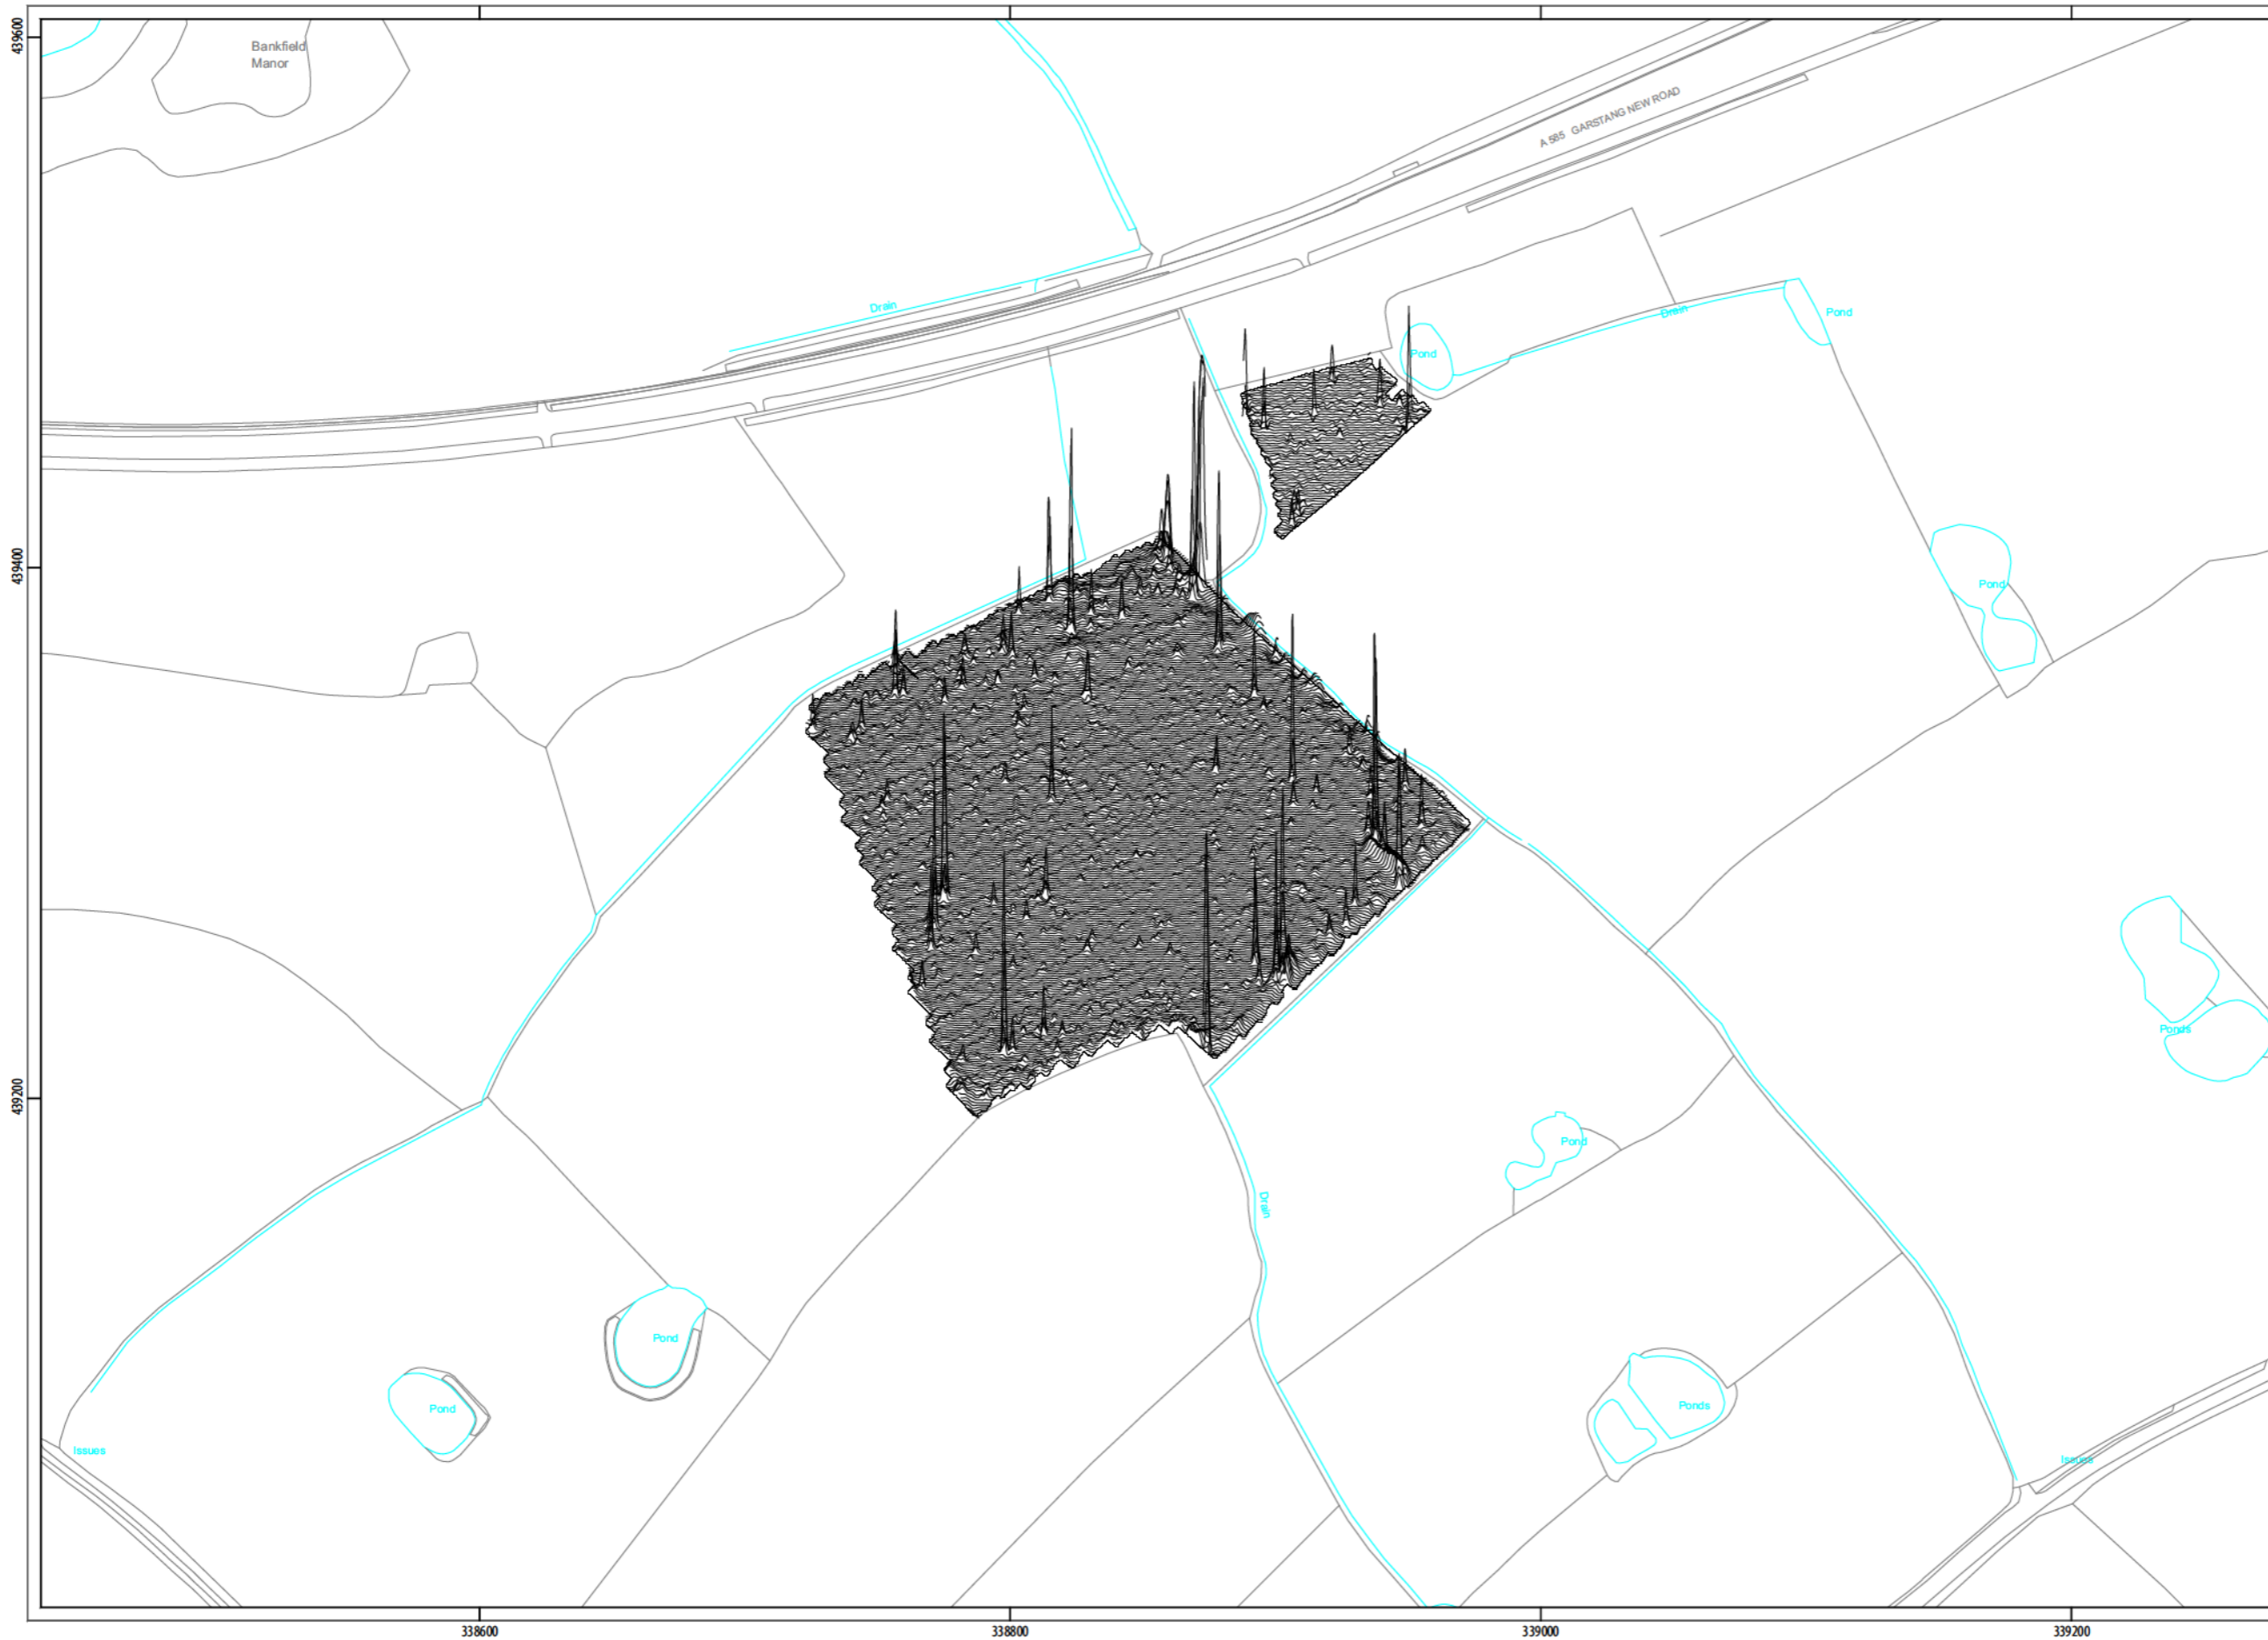 439600
Bankfield
Manor
A 585 GARSTANG NEW ROAD
Drain
Drain
Pond
Pond
439400
Pond
Ponds
439200
Pond
Drain
Pond
Pond
Ponds
Issues
Issues
338600
338800
339000
339200